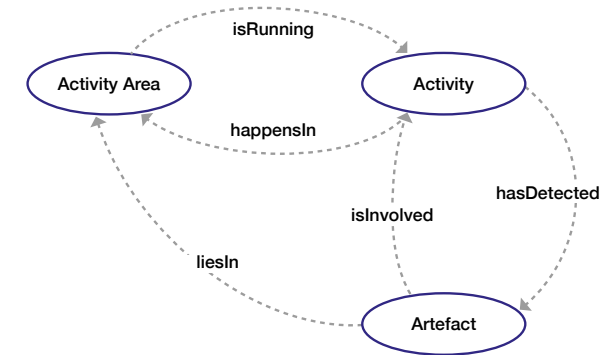 isRunning
Activity Area
Activity
happensIn
hasDetected
isInvolved
liesIn
Artefact